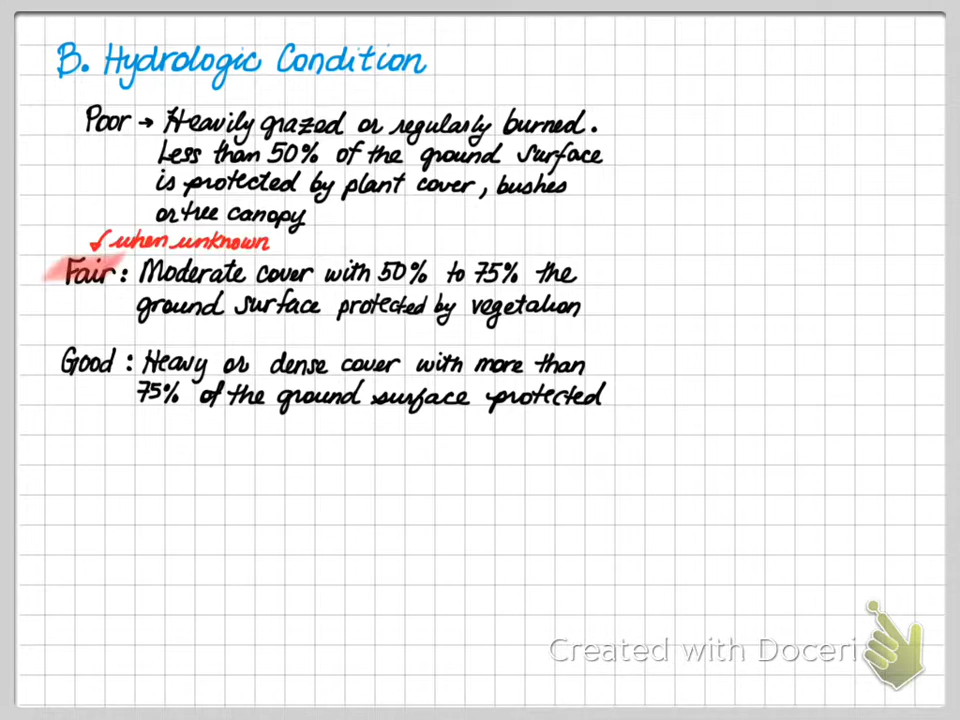 B. Hydrologic Condition
Poor → Heavily grazed or regularly burned.
Less than 50% of the ground surface
is protected by plant cover, bushes
or tree canopy
↙ when unknown
Fair : Moderate cover with 50% to 75% the
ground surface protected by vegetation
Good : Heavy or dense cover with more than
75% of the ground surface protected
Created with Doceri